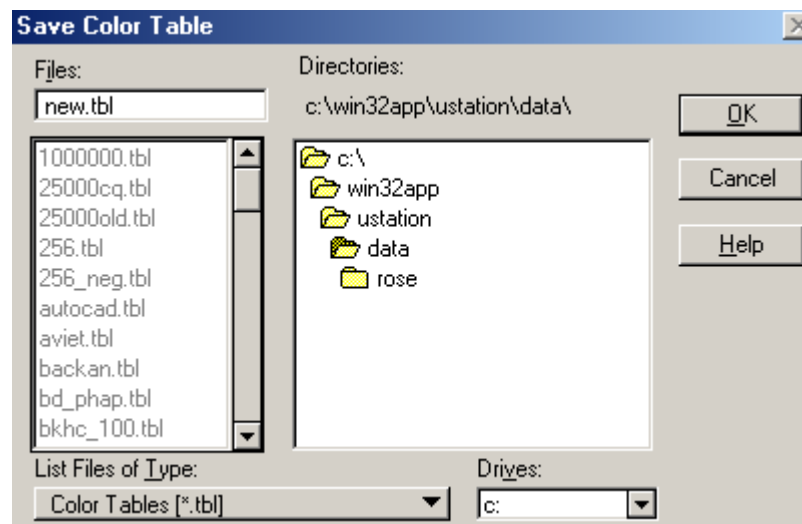 Save Color Table
Files:
new.tbl
1000000.tbl
25000cq.tbl
25000old.tbl
256.tbl
256_neg.tbl
autocad.tbl
aviet.tbl
backan.tbl
bd_phap.tbl
bkhc_100.tbl
List Files of Type:
Color Tables [*.tbl]
Directories:
c:\win32app\ustation\data\
c:\
win32app
ustation
data
rose
Drives:
c:
OK
Cancel
Help